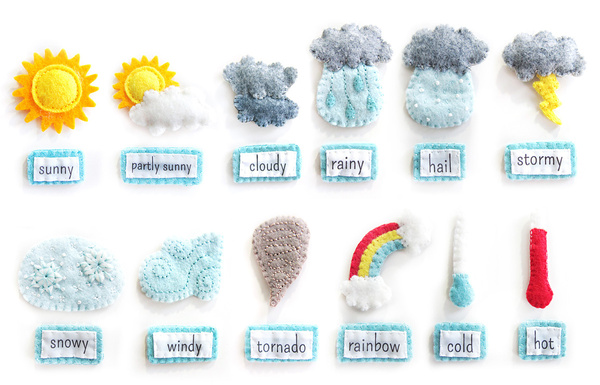 sunny
partly sunny
cloudy
rainy
hail
stormy
snowy
windy
tornado
rainbow
cold
hot